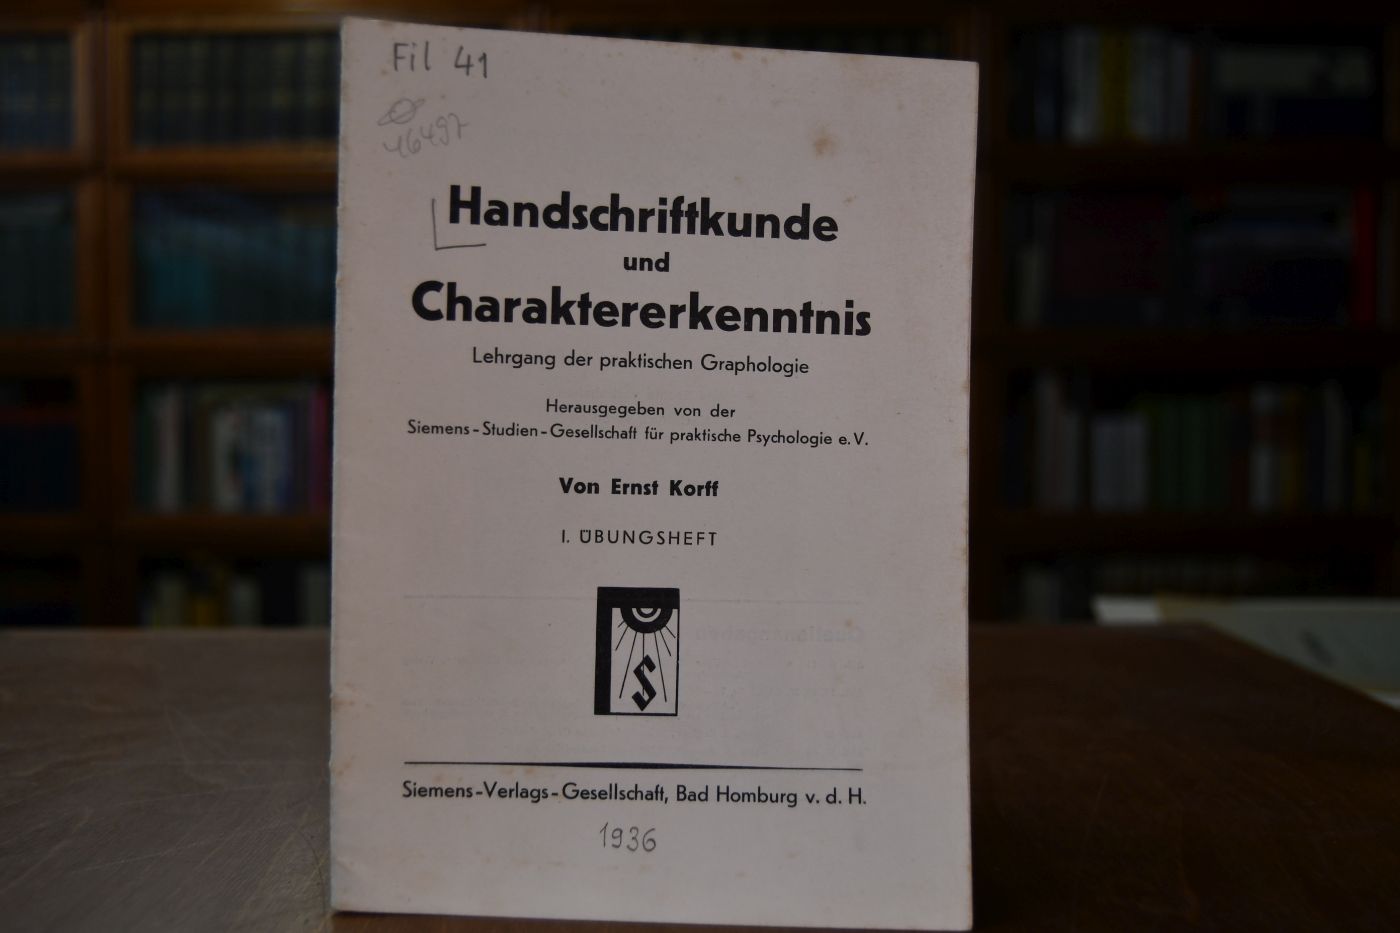 Fil 41
46497
Handschriftkunde
und
Charaktererkenntnis
Lehrgang der praktischen Graphologie
Herausgegeben von der
Siemens-Studien-Gesellschaft für praktische Psychologie e.V.
Von Ernst Korff
I. ÜBUNGSHEFT
S
Siemens-Verlags-Gesellschaft, Bad Homburg v. d. H.
1936